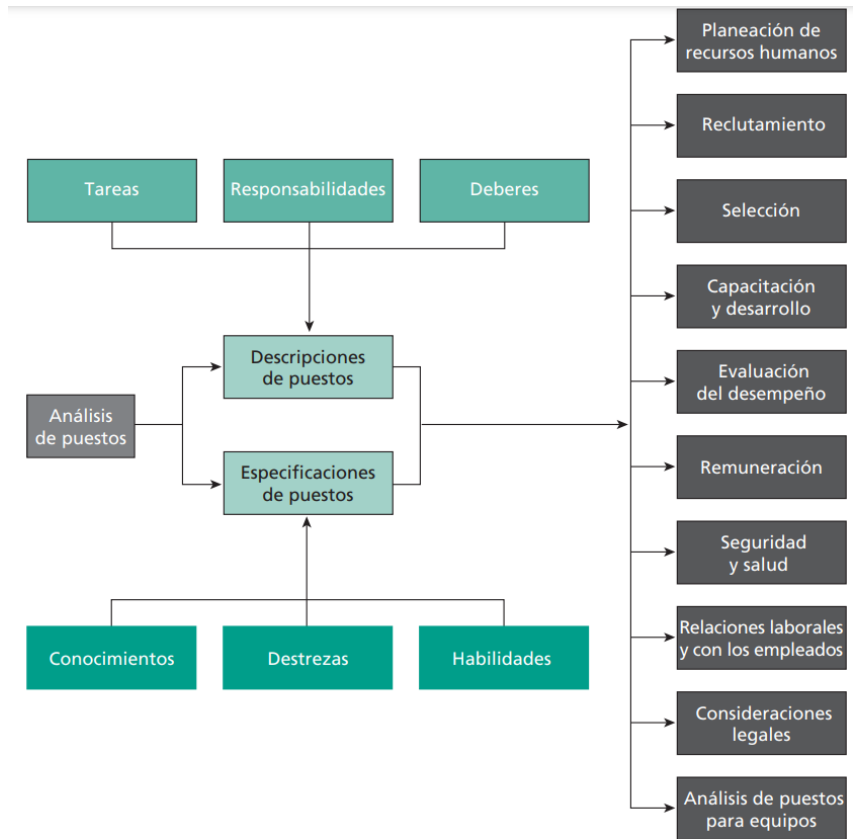 Planeación de
recursos humanos
Reclutamiento
Tareas
Responsabilidades
Deberes
Selección
Capacitación
y desarrollo
Descripciones
de puestos
Evaluación
del desempeño
Análisis
de puestos
Remuneración
Especificaciones
de puestos
Seguridad
y salud
Conocimientos
Destrezas
Habilidades
Relaciones laborales
y con los empleados
Consideraciones
legales
Análisis de puestos
para equipos